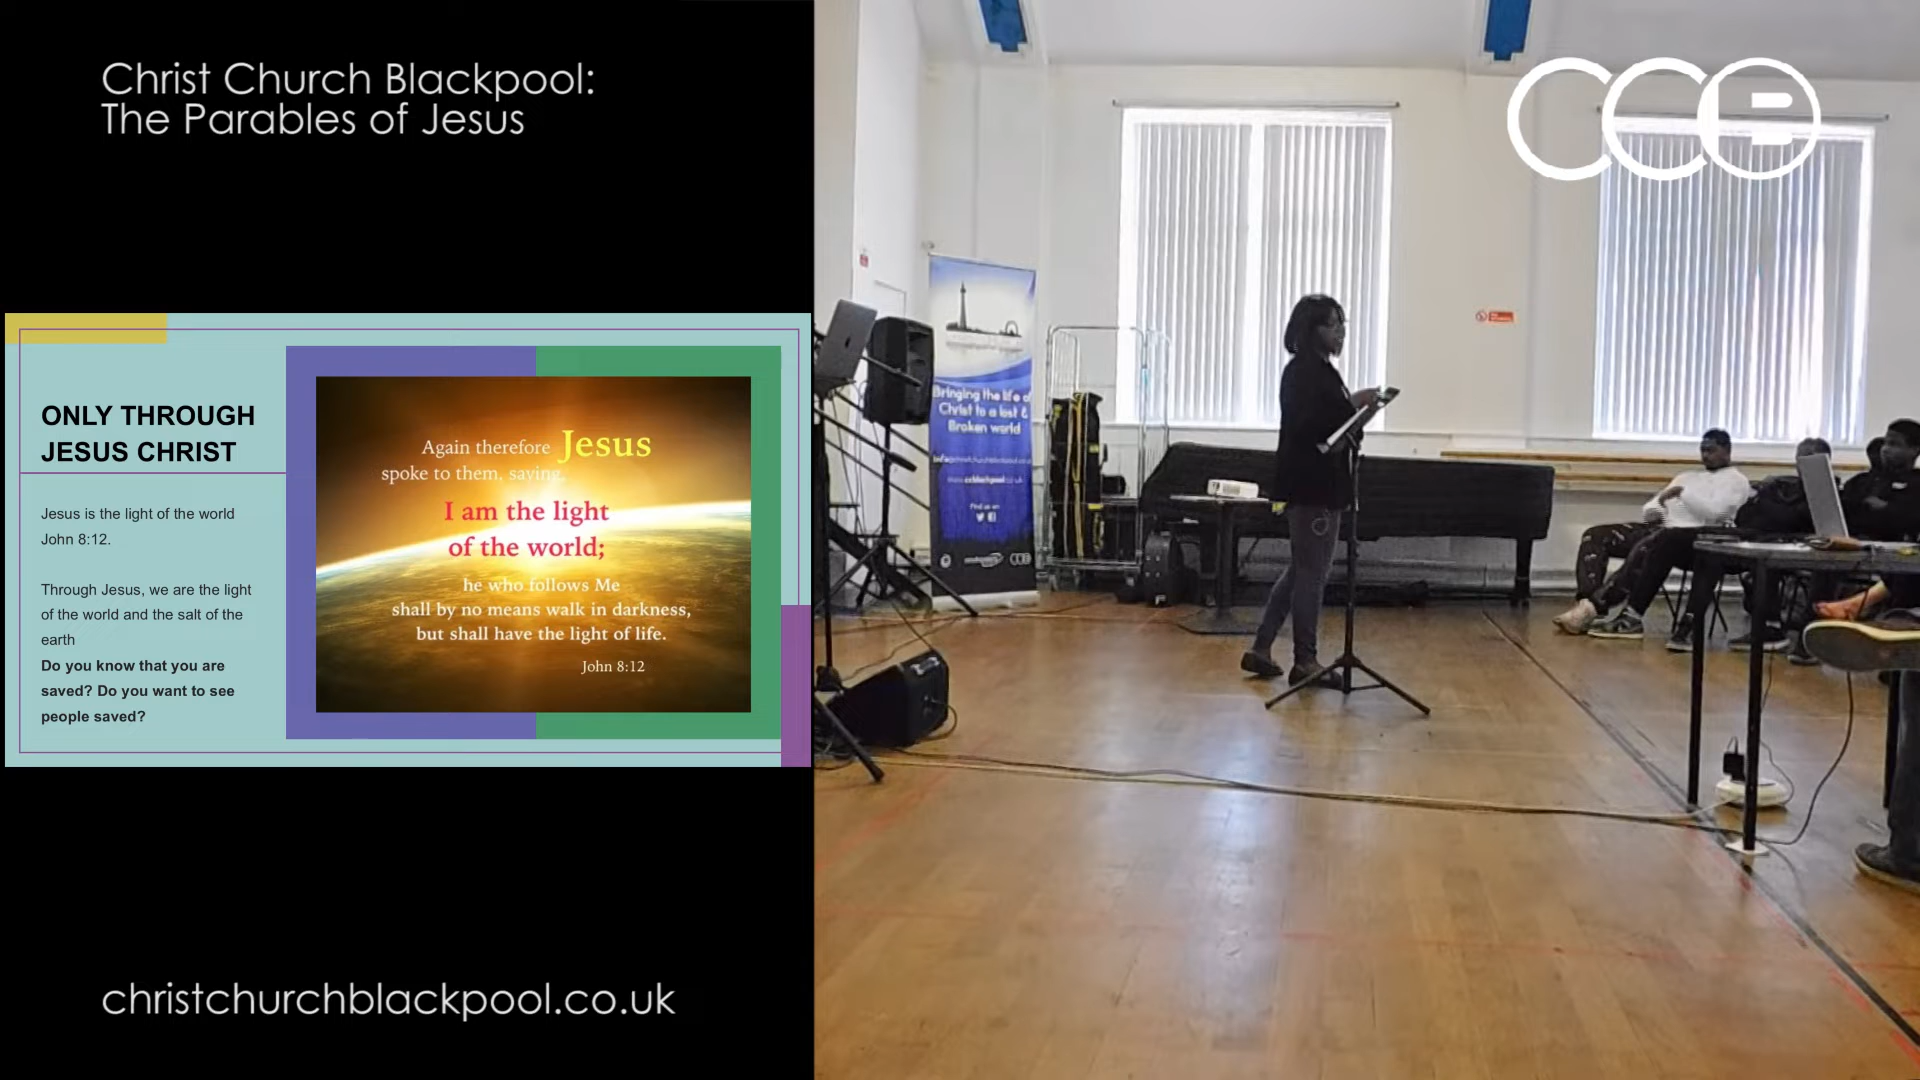 Christ Church Blackpool:
The Parables of Jesus
ONLY THROUGH
JESUS CHRIST
Jesus is the light of the world
John 8:12.
Through Jesus, we are the light
of the world and the salt of the
earth
Do you know that you are
saved? Do you want to see
people saved?
Again therefore Jesus
spoke to them, saying,
I am the light
of the world;
he who follows Me
shall by no means walk in darkness,
but shall have the light of life.
John 8:12
christchurchblackpool.co.uk
CCB
Bringing the life of
Christ to a lost &
Broken world
Find us on